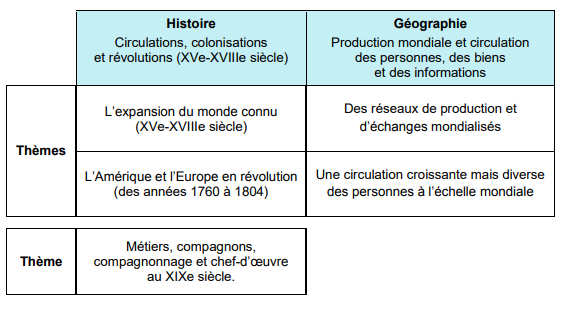 Histoire
Circulations, colonisations
et révolutions (XVe-XVIIIe siècle)
Géographie
Production mondiale et circulation
des personnes, des biens
et des informations
Thèmes
L'expansion du monde connu
(XVe-XVIIIe siècle)
Des réseaux de production et
d'échanges mondialisés
L'Amérique et l'Europe en révolution
(des années 1760 à 1804)
Une circulation croissante mais diverse
des personnes à l'échelle mondiale
Thème
Métiers, compagnons,
compagnonnage et chef-d'œuvre
au XIXe siècle.